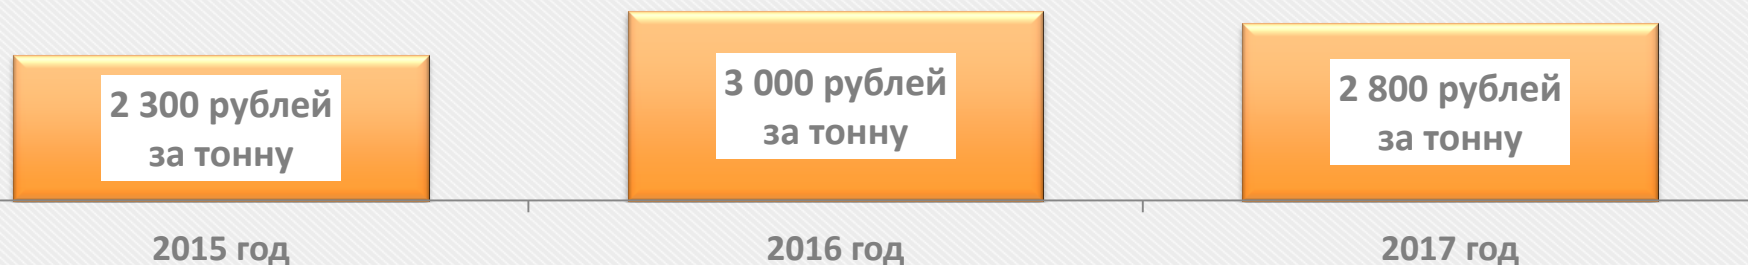 2 300 рублей
за тонну
3 000 рублей
за тонну
2 800 рублей
за тонну
2015 год
2016 год
2017 год